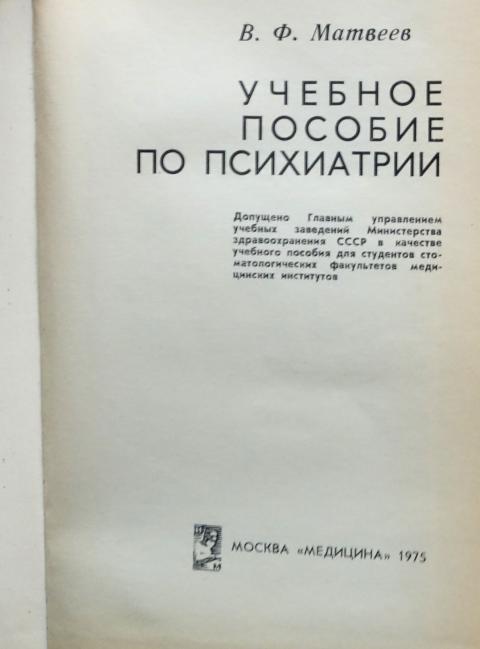 В. Ф. Матвеев
УЧЕБНОЕ
ПОСОБИЕ
ПО ПСИХИАТРИИ
Допущено Главным управлением
учебных заведений Министерства
здравоохранения СССР в качестве
учебного пособия для студентов сто-
матологических факультетов меди-
цинских институтов
МОСКВА «МЕДИЦИНА» 1975